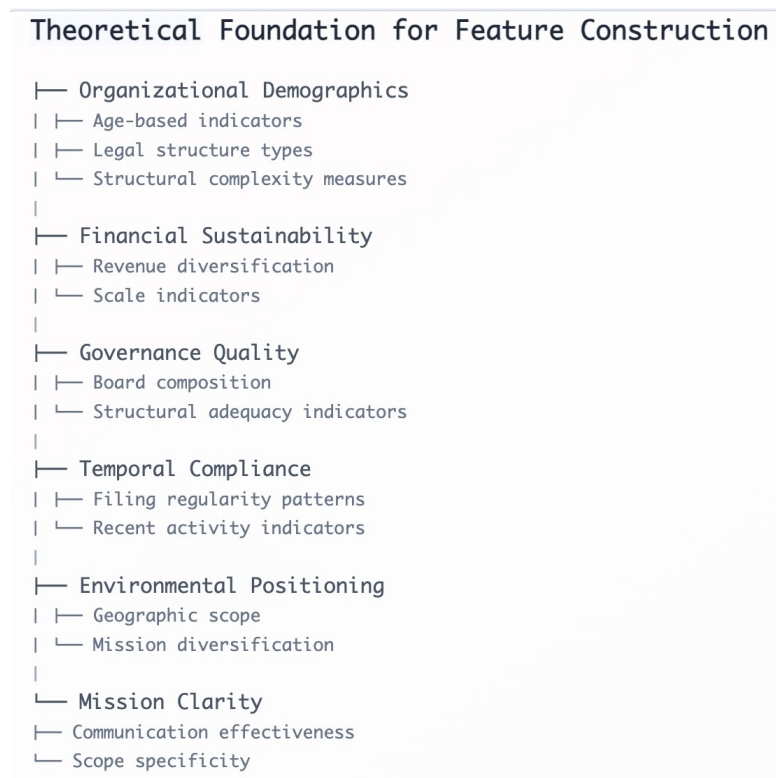 Theoretical Foundation for Feature Construction
├── Organizational Demographics
| ├── Age-based indicators
| ├── Legal structure types
| └── Structural complexity measures
|
├── Financial Sustainability
| ├── Revenue diversification
| └── Scale indicators
|
├── Governance Quality
| ├── Board composition
| └── Structural adequacy indicators
|
├── Temporal Compliance
| ├── Filing regularity patterns
| └── Recent activity indicators
|
├── Environmental Positioning
| ├── Geographic scope
| └── Mission diversification
|
└── Mission Clarity
├── Communication effectiveness
└── Scope specificity